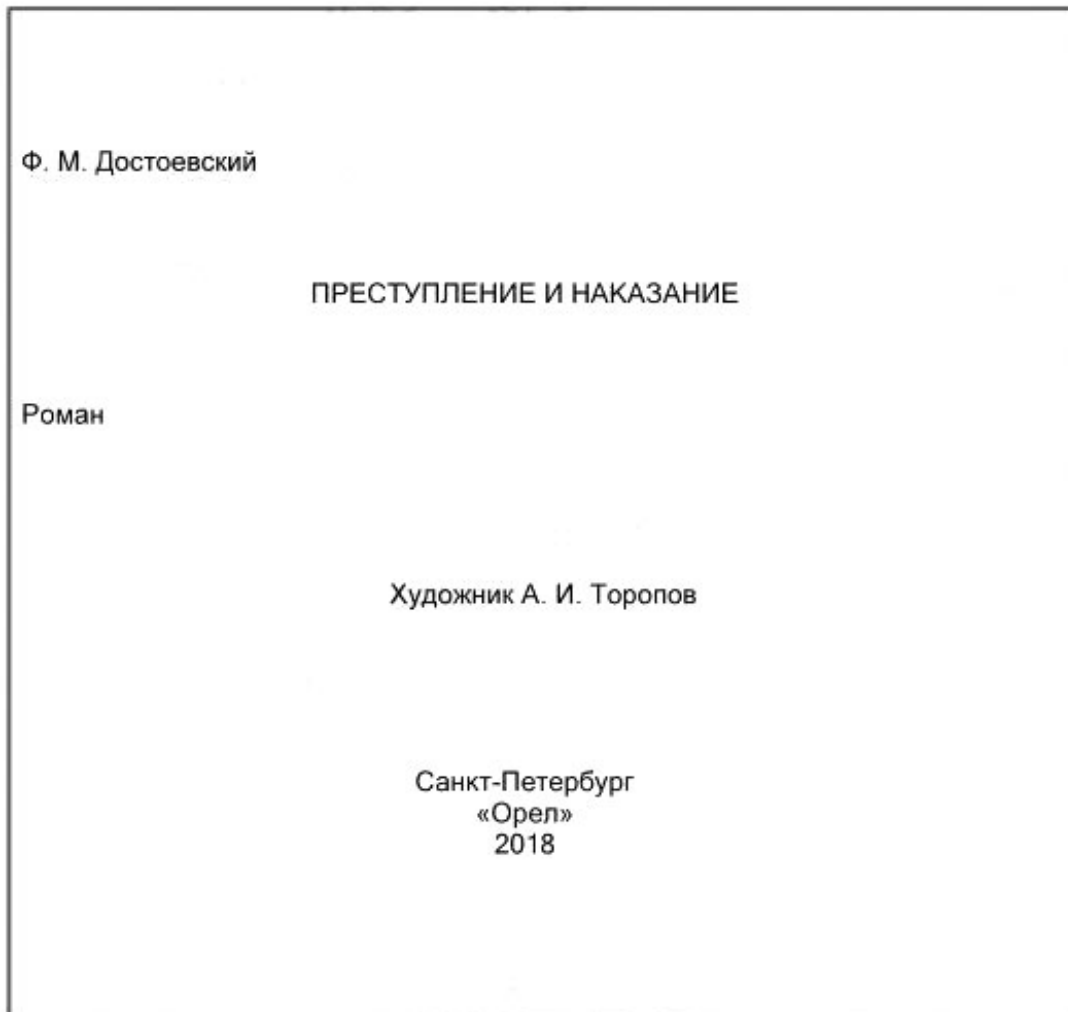 Ф. М. Достоевский
ПРЕСТУПЛЕНИЕ И НАКАЗАНИЕ
Роман
Художник А. И. Торопов
Санкт-Петербург
«Орел»
2018